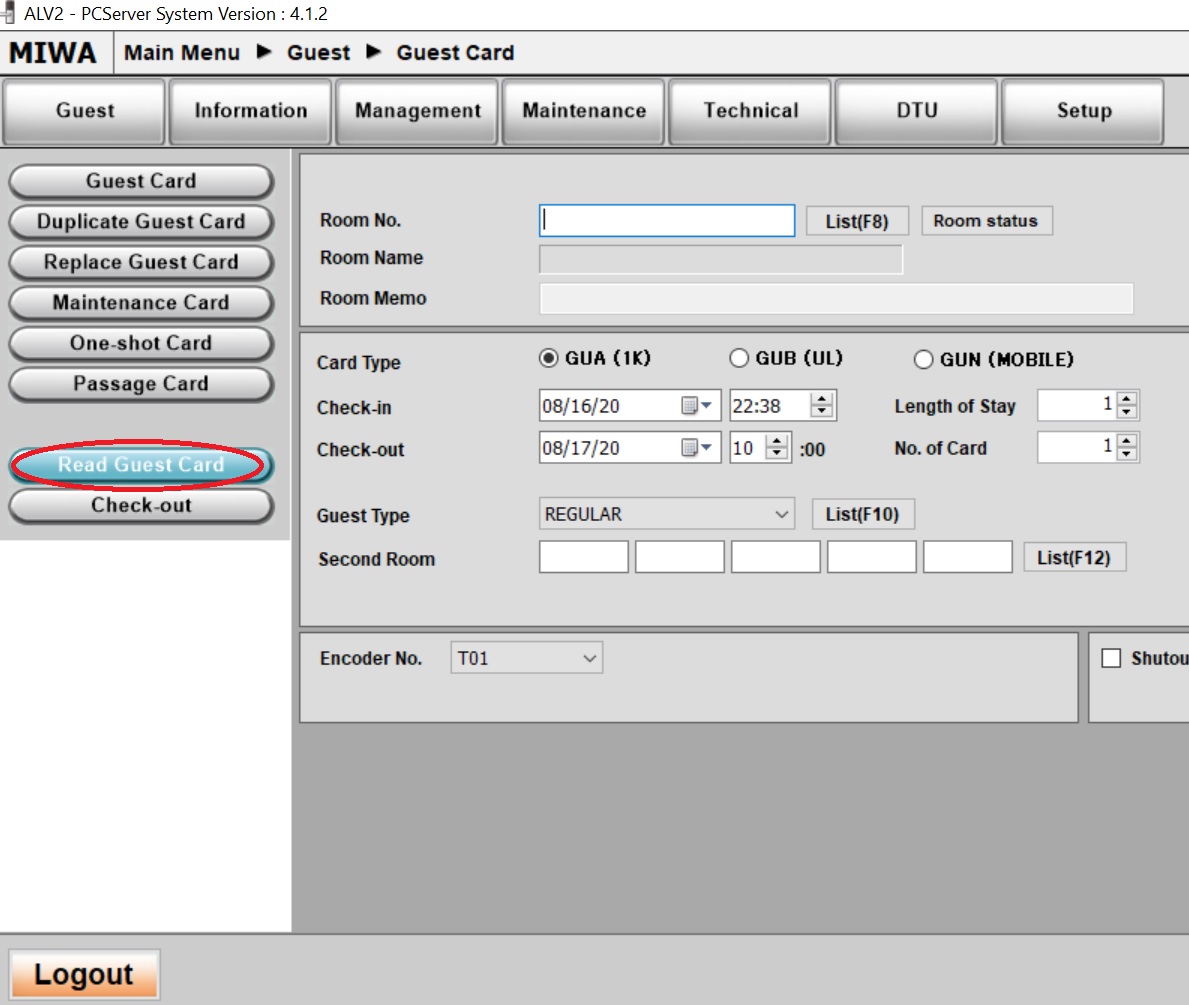 ALV2 - PCServer System Version : 4.1.2
MIWA Main Menu ► Guest ► Guest Card
Guest Information Management Maintenance Technical DTU Setup
Guest Card
Duplicate Guest Card
Replace Guest Card
Maintenance Card
One-shot Card
Passage Card
Read Guest Card
Check-out
Room No. List(F8) Room status
Room Name
Room Memo
Card Type GUA (1K) GUB (UL) GUN (MOBILE)
Check-in 08/16/20 22:38 Length of Stay 1
Check-out 08/17/20 10 :00 No. of Card 1
Guest Type REGULAR List(F10)
Second Room List(F12)
Encoder No. T01 Shutou
Logout